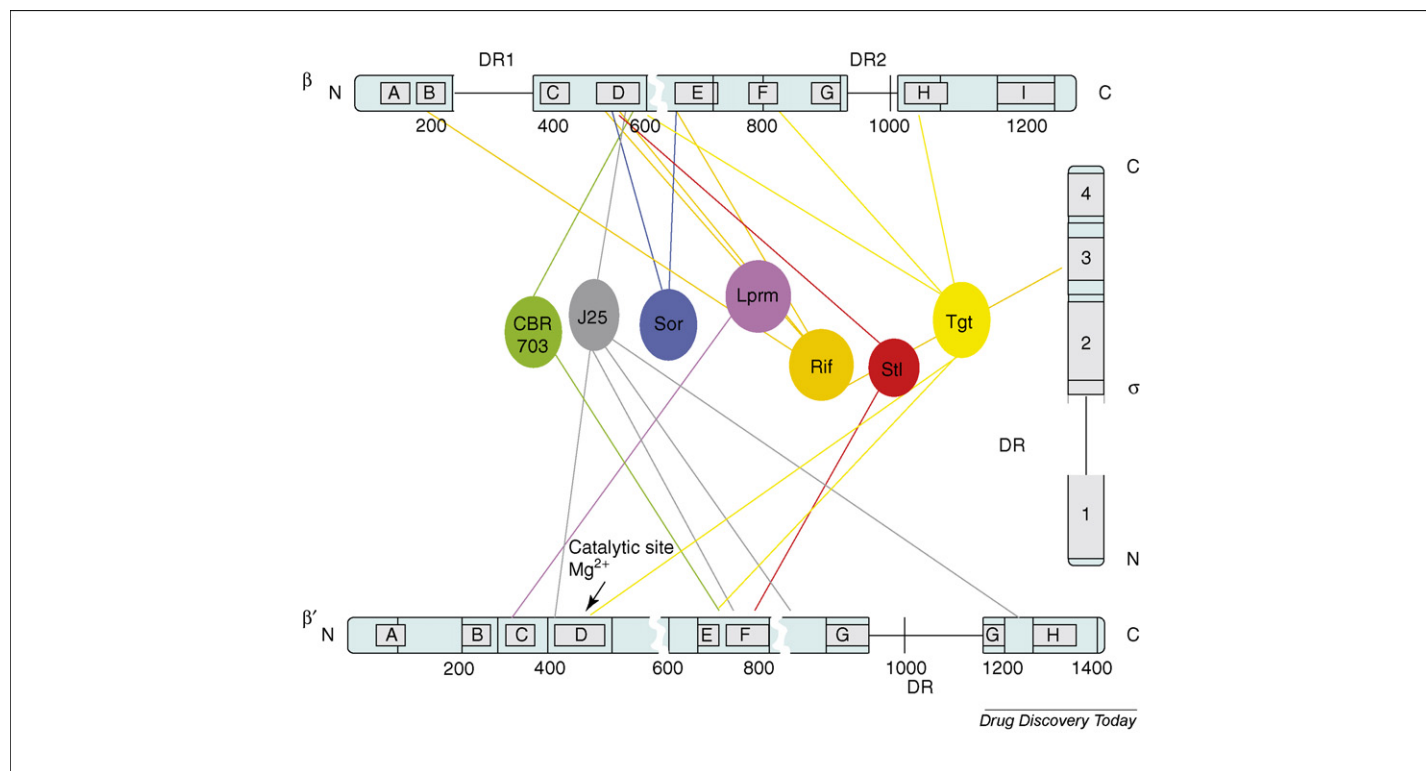 DR1
DR2
β
N
A
B
C
D
E
F
G
H
I
C
200
400
600
800
1000
1200
C
4
3
2
σ
DR
1
N
CBR
703
J25
Sor
Lprm
Rif
Stl
Tgt
Catalytic site
Mg²⁺
β′
N
A
B
C
D
E
F
G
G
H
C
200
400
600
800
1000
1200
1400
DR
Drug Discovery Today